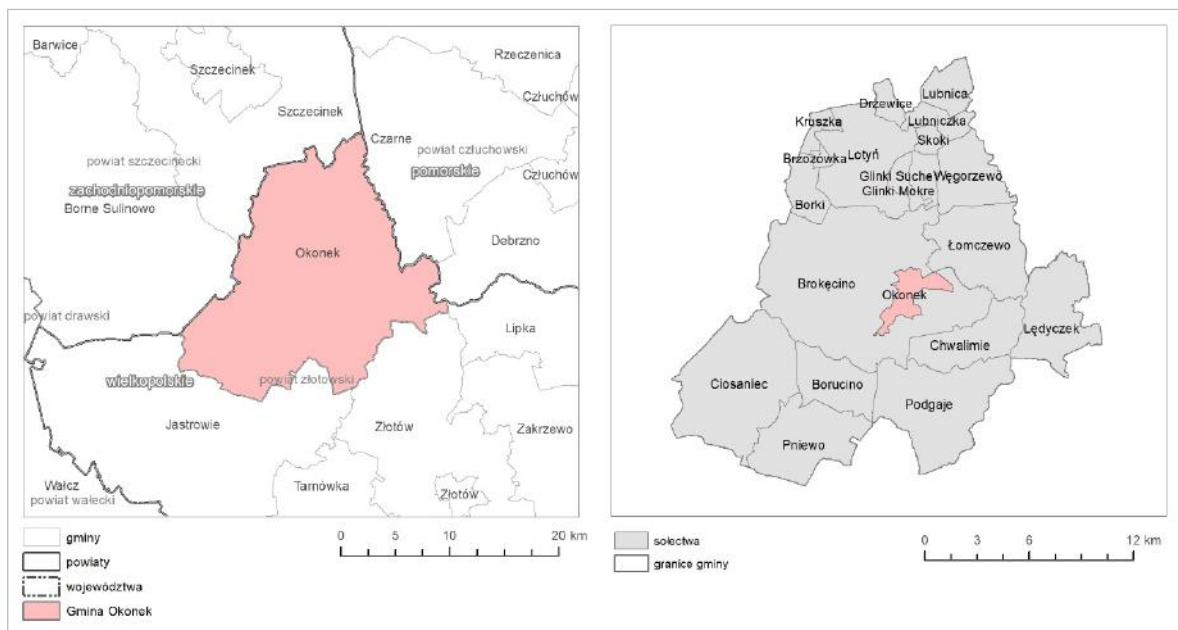 Barwice
Szczecinek
Rzeczenica
Człuchów
Szczecinek
Czarne
powiat szczecinecki
powiat człuchowski
zachodniopomorskie
pomorskie
Człuchów
Borne Sulinowo
Okonek
Debrzno
powiat drawski
Lipka
wielkopolskie
powiat złotowski
Jastrowie
Złotów
Zakrzewo
Wałcz
powiat wałecki
Tarnówka
Złotów
gminy
powiaty
województwa
Gmina Okonek
0 5 10 20 km
Lubnica
Drzewice
Kruszka
Lubniczka
Skoki
Brzozówka
Lotyń
Glinki Suche
Węgorzewo
Glinki Mokre
Borki
Łomczewo
Brokęcino
Okonek
Lędyczek
Chwalimie
Ciosaniec
Borucino
Podgaje
Pniewo
sołectwa
granice gminy
0 3 6 12 km